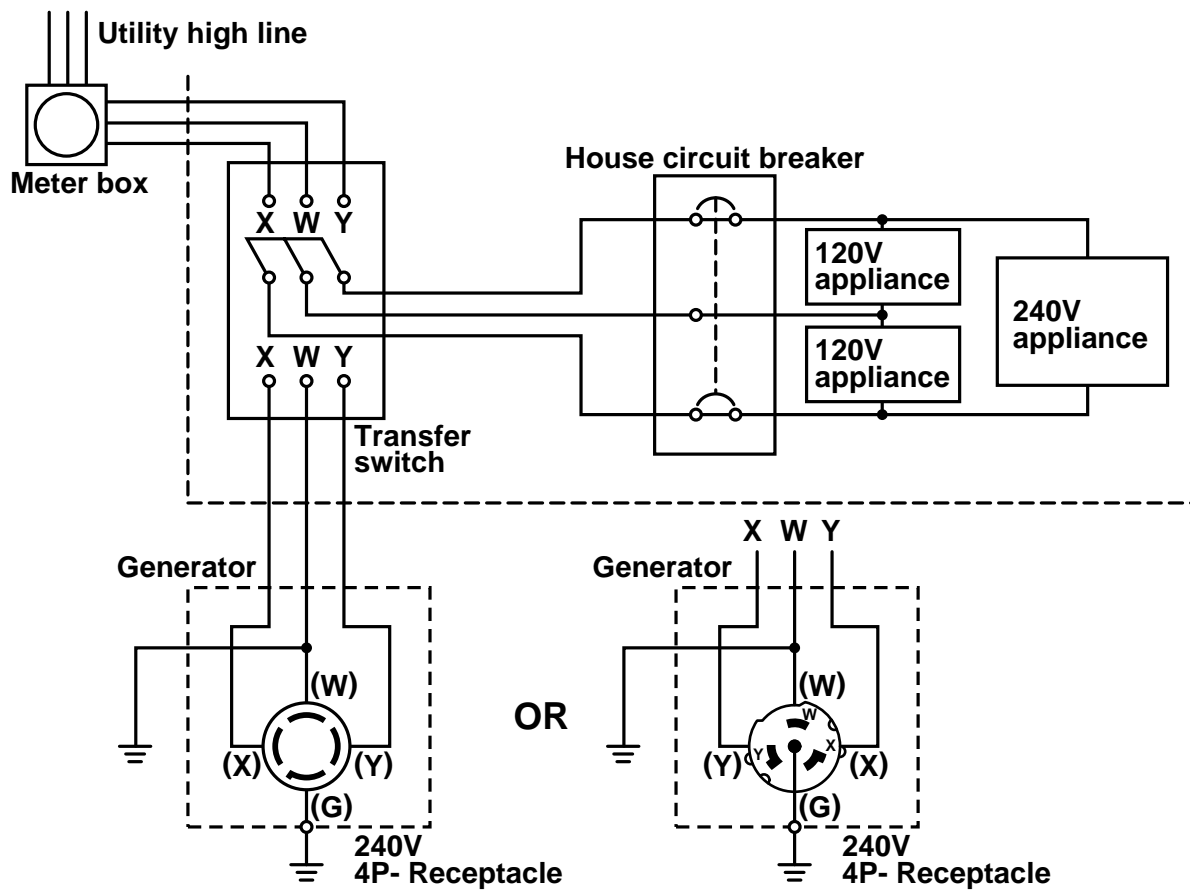 Utility high line
Meter box
House circuit breaker
X W Y
120V
appliance
240V
appliance
120V
appliance
X W Y
Transfer
switch
X W Y
Generator
Generator
(W)
(X) (Y)
(G)
240V
4P- Receptacle
OR
(W)
W
Y X
(Y) (X)
(G)
240V
4P- Receptacle